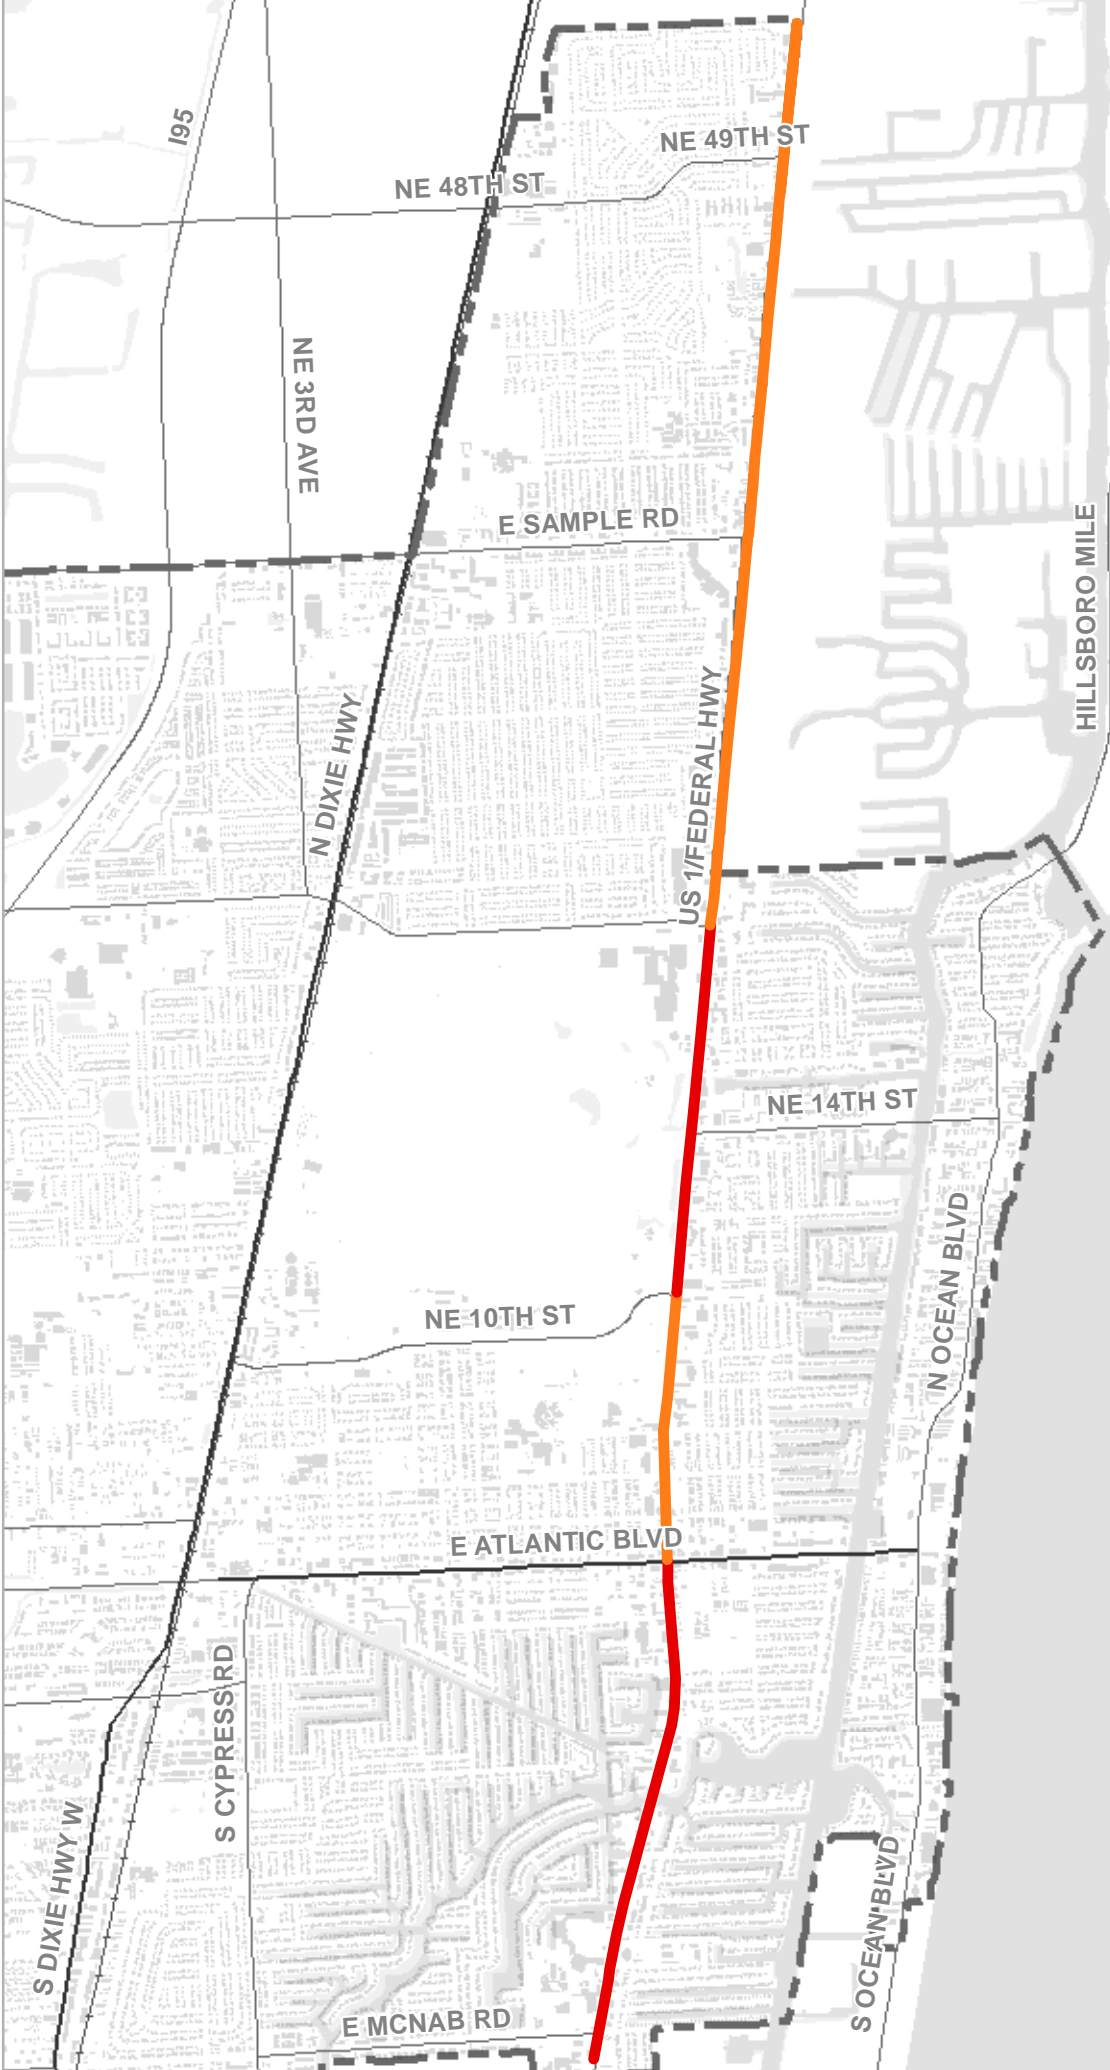 I95
NE 49TH ST
NE 48TH ST
NE 3RD AVE
E SAMPLE RD
HILLSBORO MILE
N DIXIE HWY
US 1/FEDERAL HWY
NE 14TH ST
N OCEAN BLVD
NE 10TH ST
E ATLANTIC BLVD
S CYPRESS RD
S DIXIE HWY W
S OCEAN BLVD
E MCNAB RD